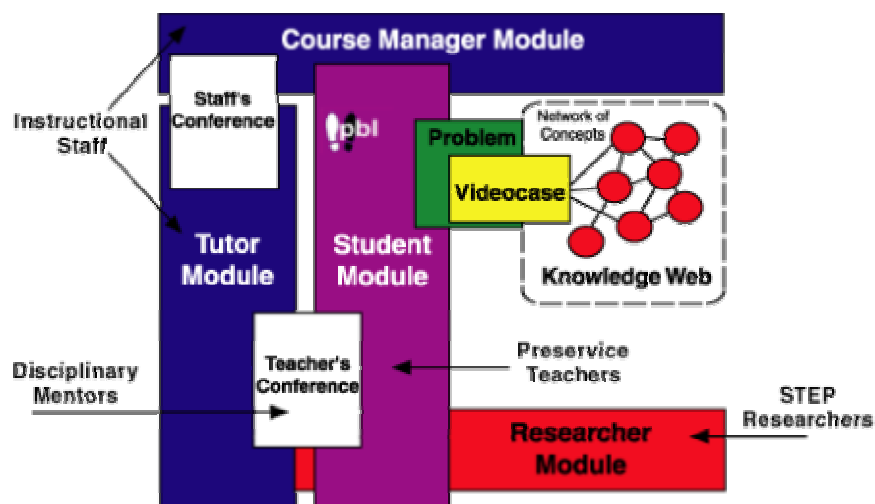 Course Manager Module
Staff's
Conference
Instructional
Staff
pbl
Problem
Network of
Concepts
Videocase
Tutor
Module
Student
Module
Knowledge Web
Teacher's
Conference
Disciplinary
Mentors
Preservice
Teachers
STEP
Researchers
Researcher
Module